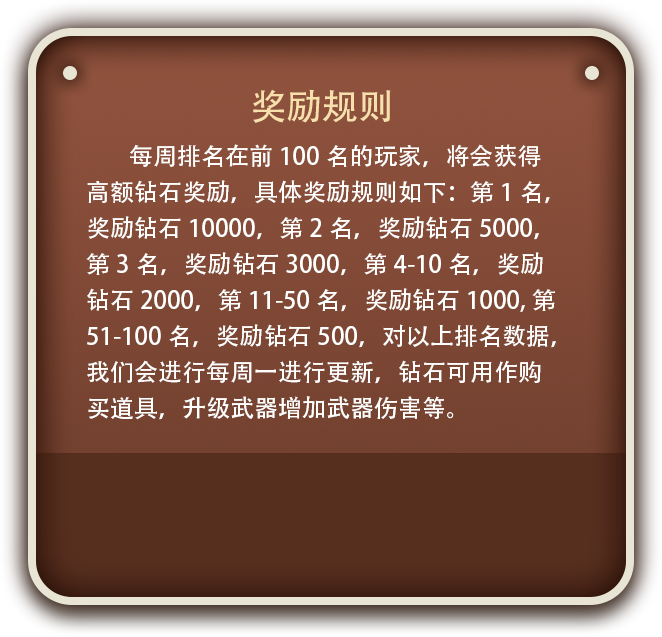 奖励规则
每周排名在前 100 名的玩家，将会获得
高额钻石奖励，具体奖励规则如下：第 1 名，
奖励钻石 10000，第 2 名，奖励钻石 5000，
第 3 名，奖励钻石 3000，第 4-10 名，奖励
钻石 2000，第 11-50 名，奖励钻石 1000, 第
51-100 名，奖励钻石 500，对以上排名数据，
我们会进行每周一进行更新，钻石可用作购
买道具，升级武器增加武器伤害等。